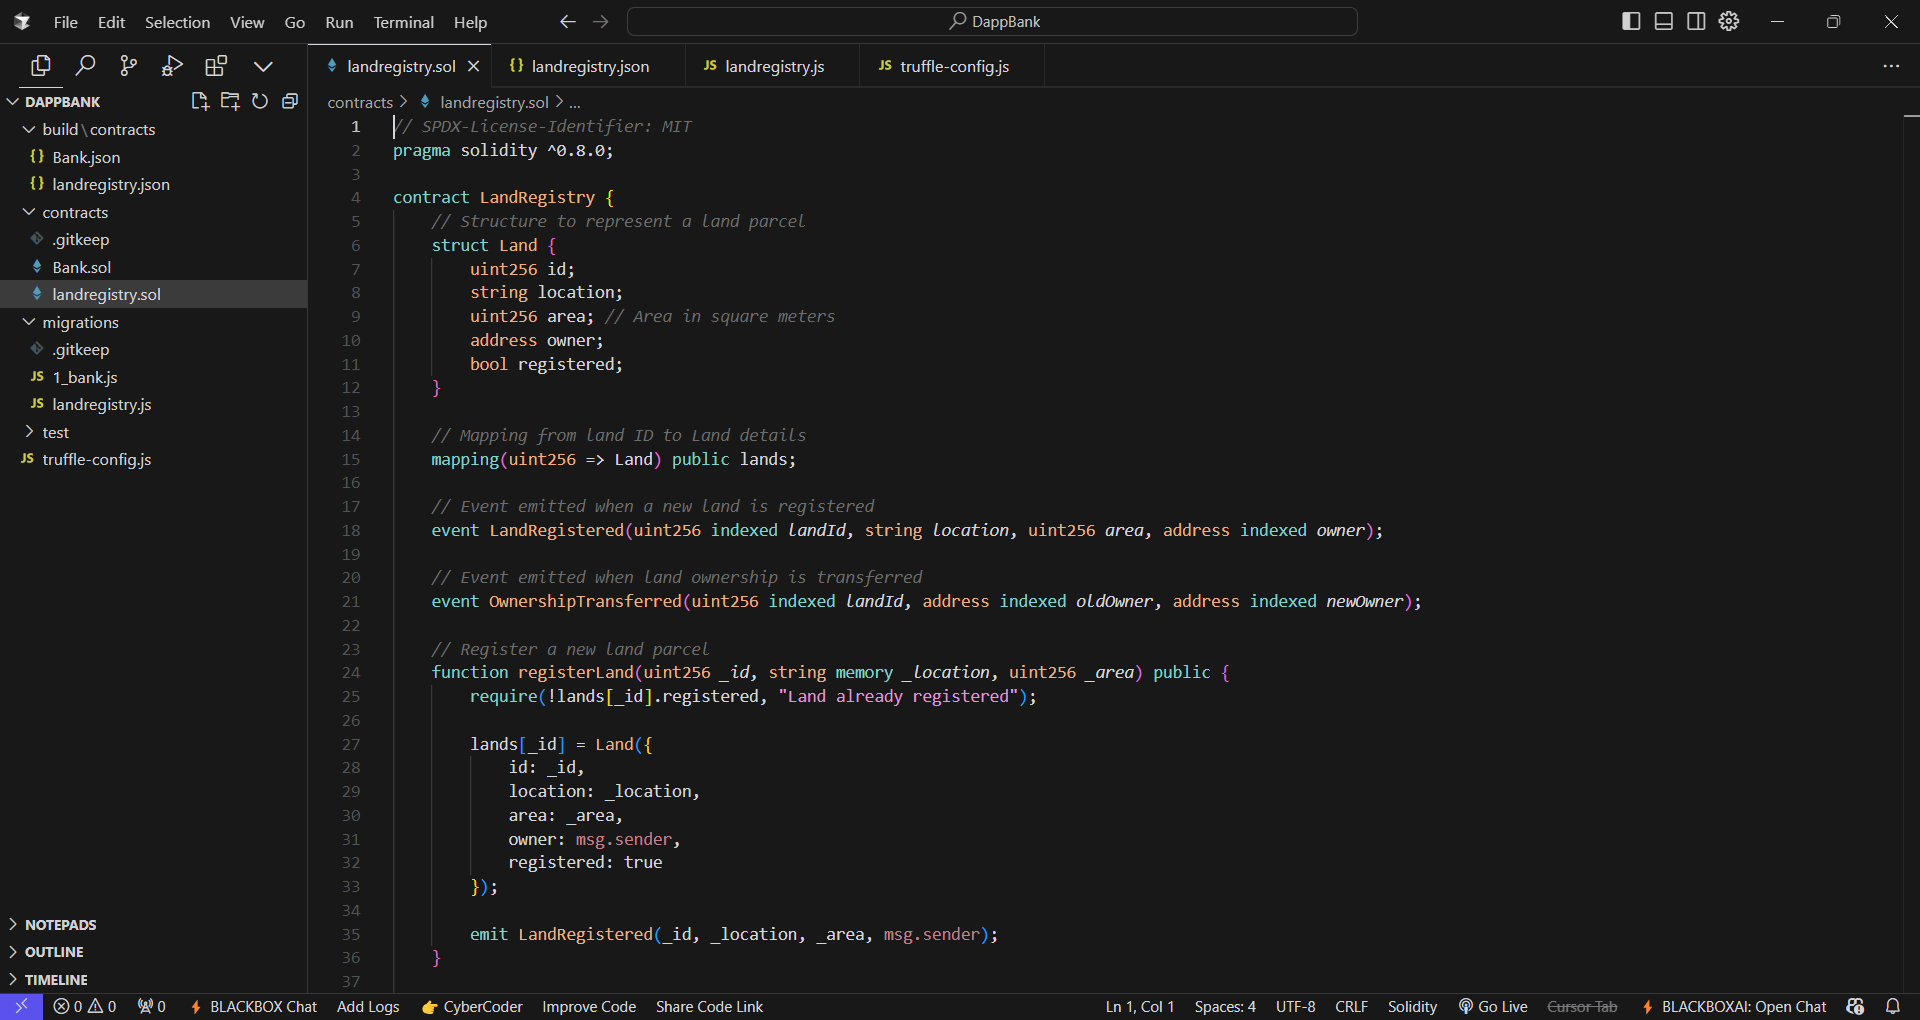 File Edit Selection View Go Run Terminal Help
DappBank
landregistry.sol
landregistry.json
landregistry.js
truffle-config.js
DAPPBANK
build\contracts
Bank.json
landregistry.json
contracts
.gitkeep
Bank.sol
landregistry.sol
migrations
.gitkeep
1_bank.js
landregistry.js
test
truffle-config.js
NOTEPADS
OUTLINE
TIMELINE
contracts > landregistry.sol > ...
1 // SPDX-License-Identifier: MIT
2 pragma solidity ^0.8.0;
3
4 contract LandRegistry {
5 // Structure to represent a land parcel
6 struct Land {
7 uint256 id;
8 string location;
9 uint256 area; // Area in square meters
10 address owner;
11 bool registered;
12 }
13
14 // Mapping from land ID to Land details
15 mapping(uint256 => Land) public lands;
16
17 // Event emitted when a new land is registered
18 event LandRegistered(uint256 indexed landId, string location, uint256 area, address indexed owner);
19
20 // Event emitted when land ownership is transferred
21 event OwnershipTransferred(uint256 indexed landId, address indexed oldOwner, address indexed newOwner);
22
23 // Register a new land parcel
24 function registerLand(uint256 _id, string memory _location, uint256 _area) public {
25 require(!lands[_id].registered, "Land already registered");
26
27 lands[_id] = Land({
28 id: _id,
29 location: _location,
30 area: _area,
31 owner: msg.sender,
32 registered: true
33 });
34
35 emit LandRegistered(_id, _location, _area, msg.sender);
36 }
37
0 0 0 BLACKBOX Chat Add Logs CyberCoder Improve Code Share Code Link Ln 1, Col 1 Spaces: 4 UTF-8 CRLF Solidity Go Live Cursor Tab BLACKBOXAI: Open Chat